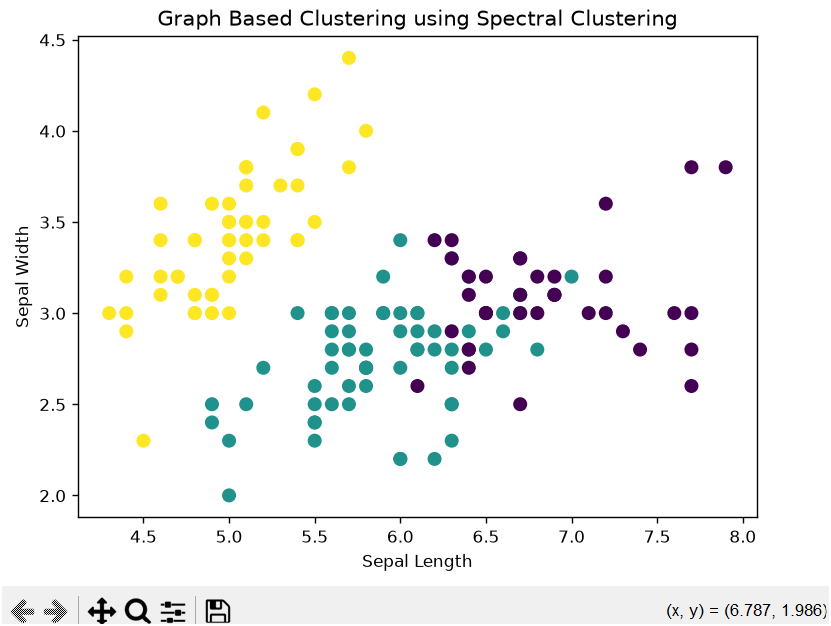 Graph Based Clustering using Spectral Clustering
4.5
4.0
3.5
3.0
2.5
2.0
Sepal Width
4.5 5.0 5.5 6.0 6.5 7.0 7.5 8.0
Sepal Length
(x, y) = (6.787, 1.986)